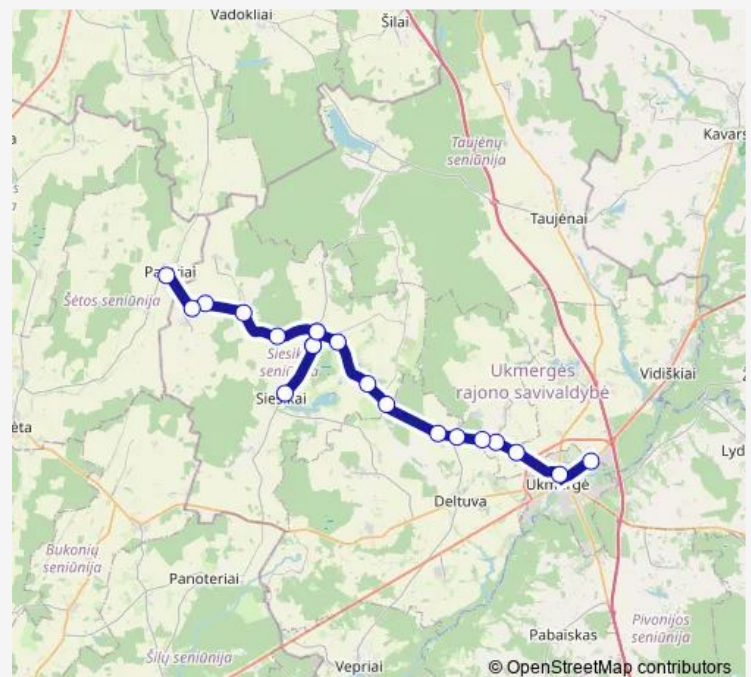 Vadokliai
Šilai
Taujėnų
seniūnija
Kavars
Taujėnai
Šėtos seniūnija
Ukmergės
rajono savivaldybė
Vidiškiai
Siesikai
ėta
Lyd
Ukmergė
Deltuva
Bukonių
seniūnija
Panoteriai
Pivonijos
seniūnija
Pabaiskas
Šilų seniūnija
Vepriai
© OpenStreetMap contributors